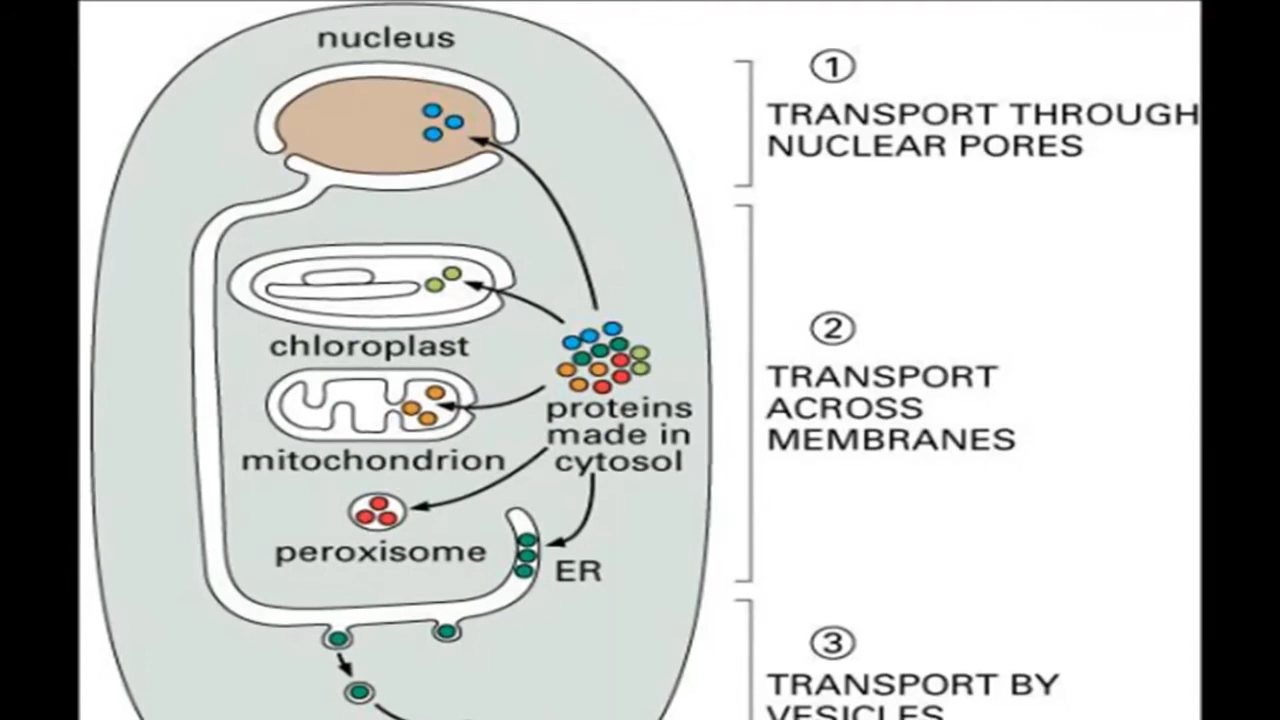 nucleus
①
TRANSPORT THROUGH
NUCLEAR PORES
chloroplast
②
TRANSPORT
ACROSS
MEMBRANES
proteins
made in
cytosol
mitochondrion
peroxisome
ER
③
TRANSPORT BY
VESICLES